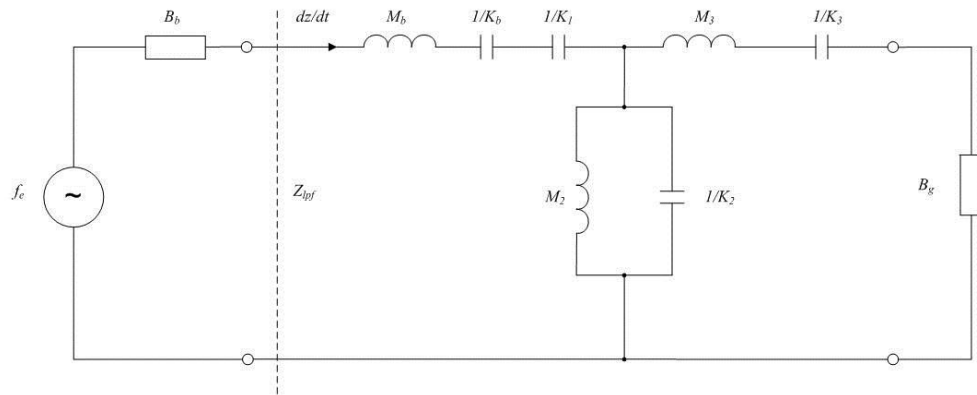 B_b dz/dt M_b 1/K_b 1/K_1 M_3 1/K_3
f_e ~ Z_lpf M_2 1/K_2 B_g